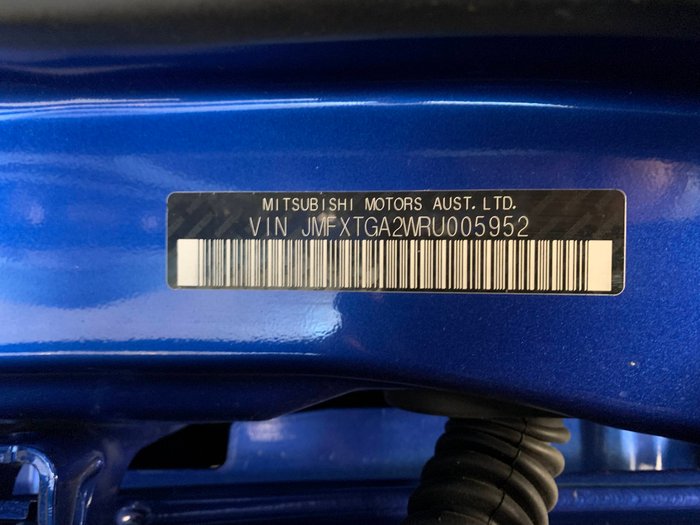 MITSUBISHI MOTORS AUST. LTD.
VIN JMFXTGA2WRU005952